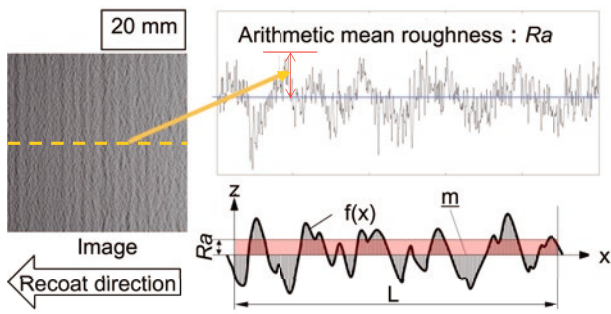 20 mm
Arithmetic mean roughness : Ra
Image
Recoat direction
z
f(x)
m
Ra
x
L